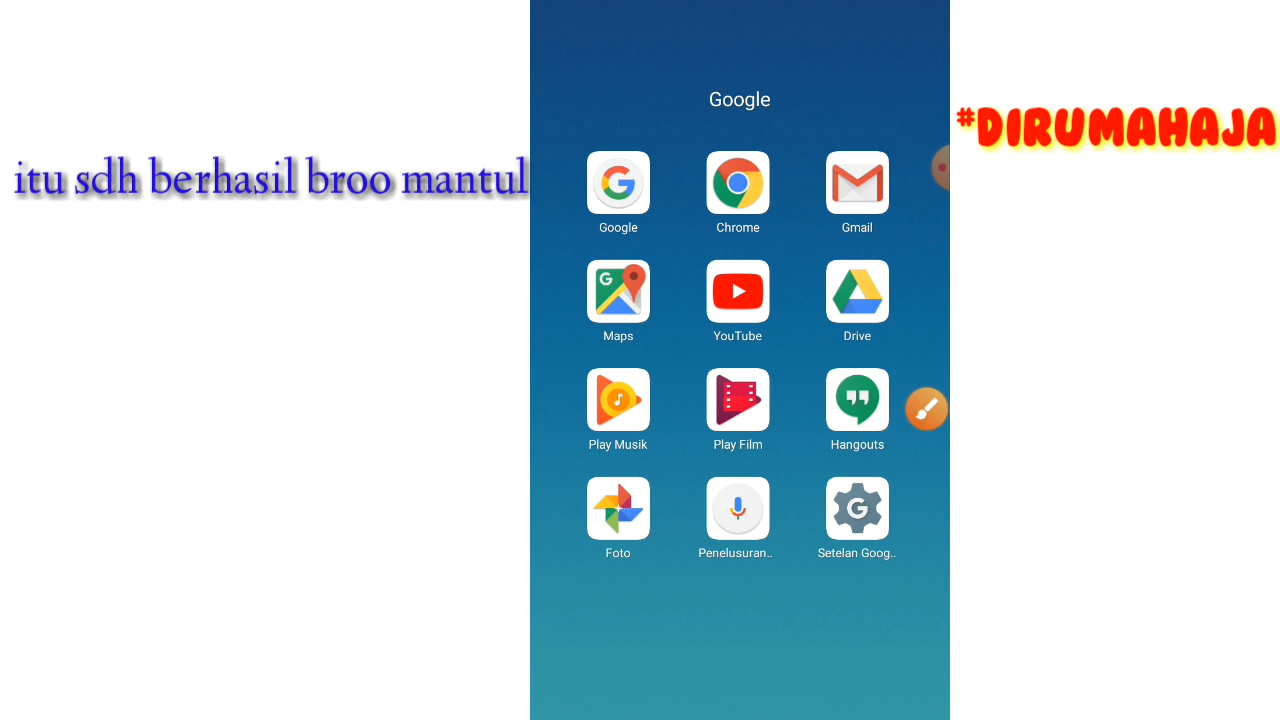 itu sdh berhasil broo mantul
#DIRUMAHAJA
Google
Google Chrome Gmail
Maps YouTube Drive
Play Musik Play Film Hangouts
Foto Penelusuran.. Setelan Goog..